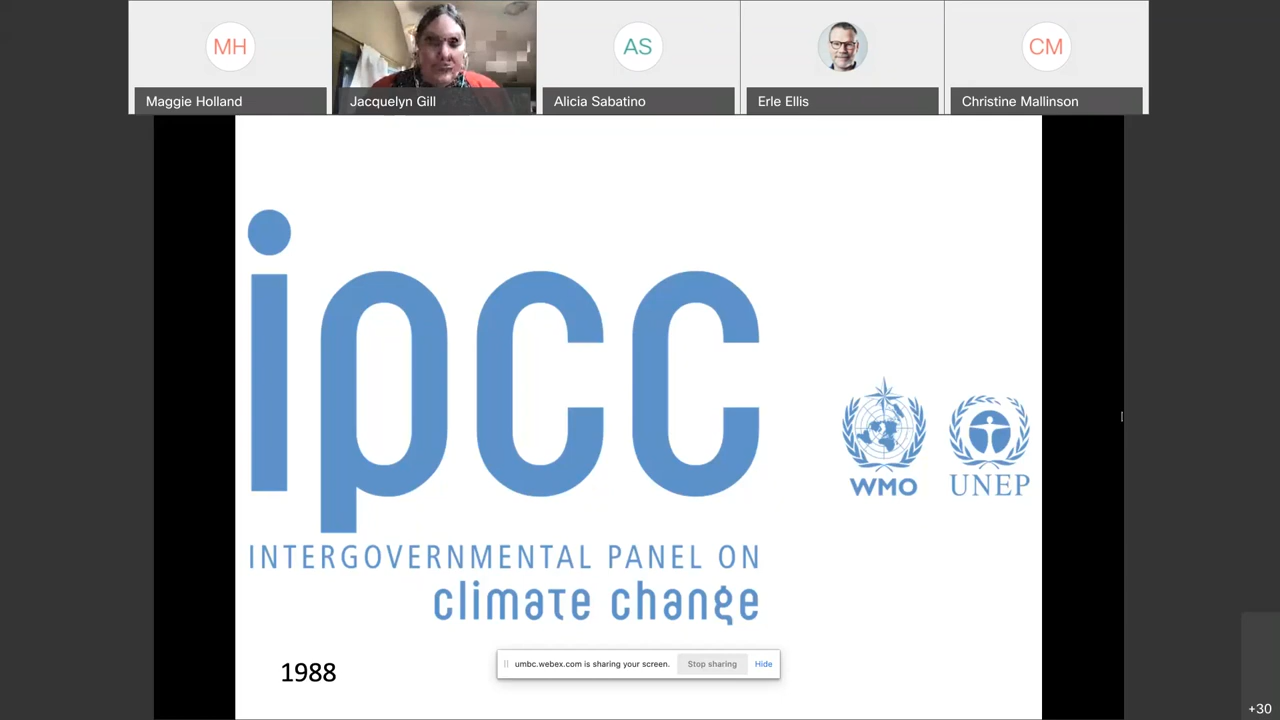 MH
AS
CM
Maggie Holland
Jacquelyn Gill
Alicia Sabatino
Erle Ellis
Christine Mallinson
ipcc
WMO
UNEP
INTERGOVERNMENTAL PANEL ON
climate change
1988
umbc.webex.com is sharing your screen.
Stop sharing
Hide
+30